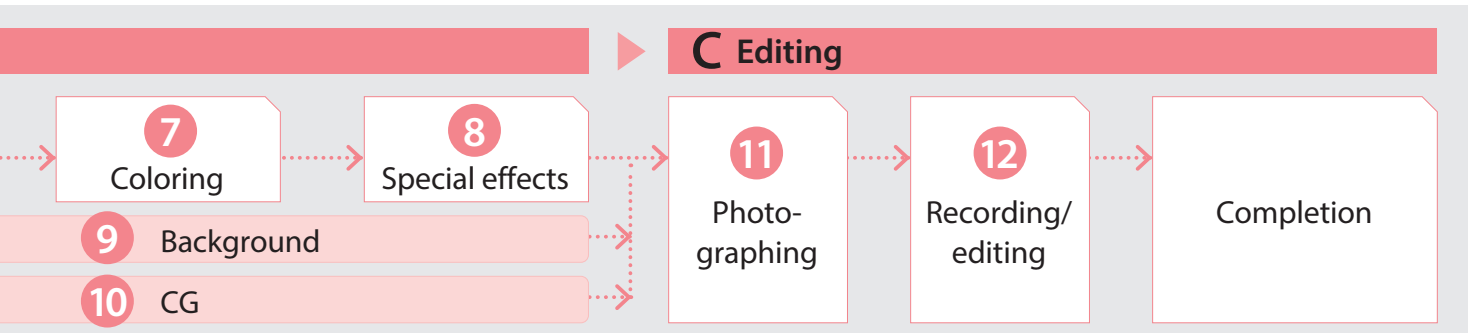 C Editing
7
Coloring
8
Special effects
9 Background
10 CG
11
Photo-
graphing
12
Recording/
editing
Completion